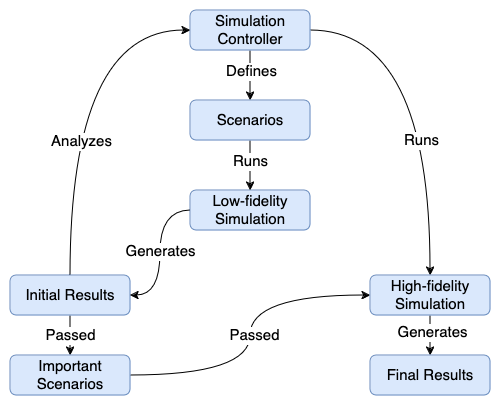 Simulation
Controller
Defines
Scenarios
Analyzes
Runs
Runs
Low-fidelity
Simulation
Generates
Initial Results
High-fidelity
Simulation
Passed
Passed
Generates
Important
Scenarios
Final Results